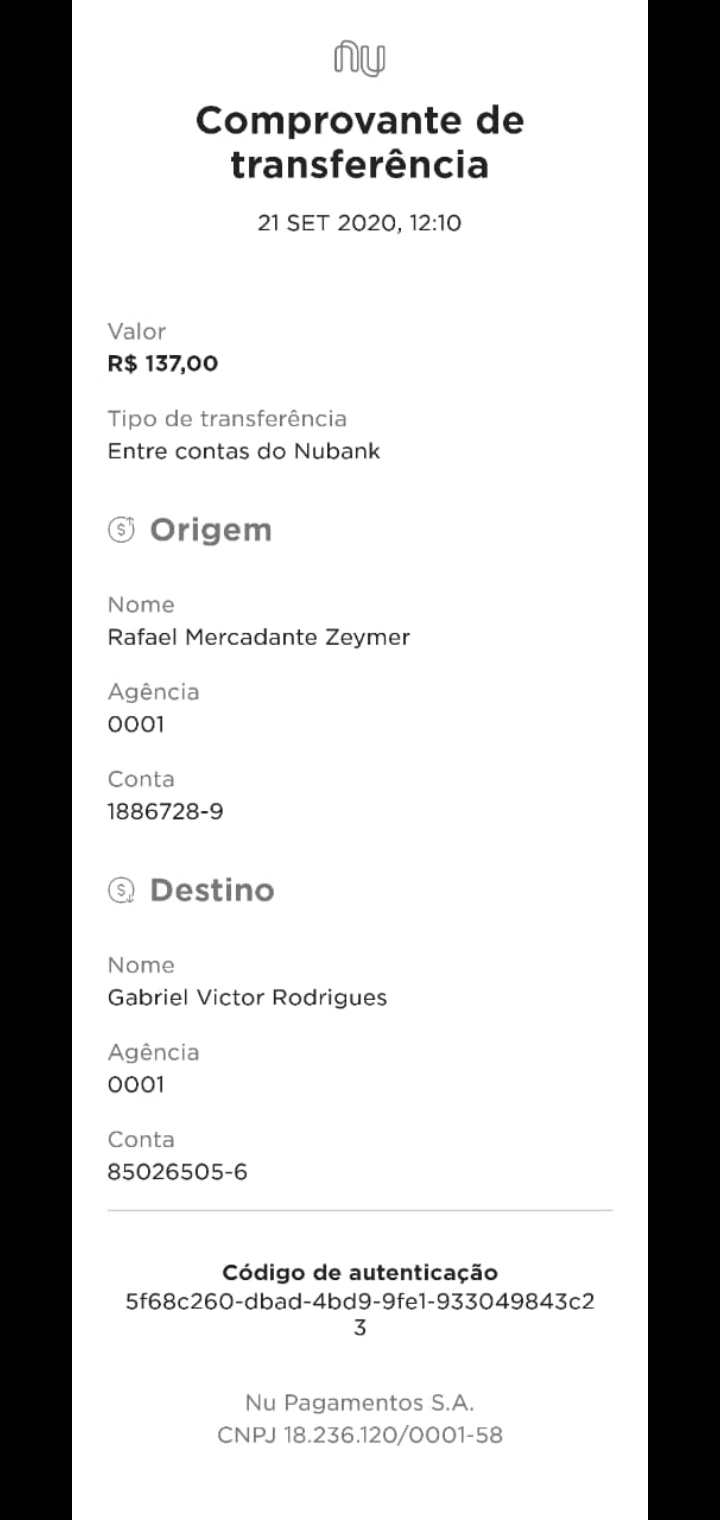 nu
Comprovante de
transferência
21 SET 2020, 12:10
Valor
R$ 137,00
Tipo de transferência
Entre contas do Nubank
Origem
Nome
Rafael Mercadante Zeymer
Agência
0001
Conta
1886728-9
Destino
Nome
Gabriel Victor Rodrigues
Agência
0001
Conta
85026505-6
Código de autenticação
5f68c260-dbad-4bd9-9fe1-933049843c2
3
Nu Pagamentos S.A.
CNPJ 18.236.120/0001-58